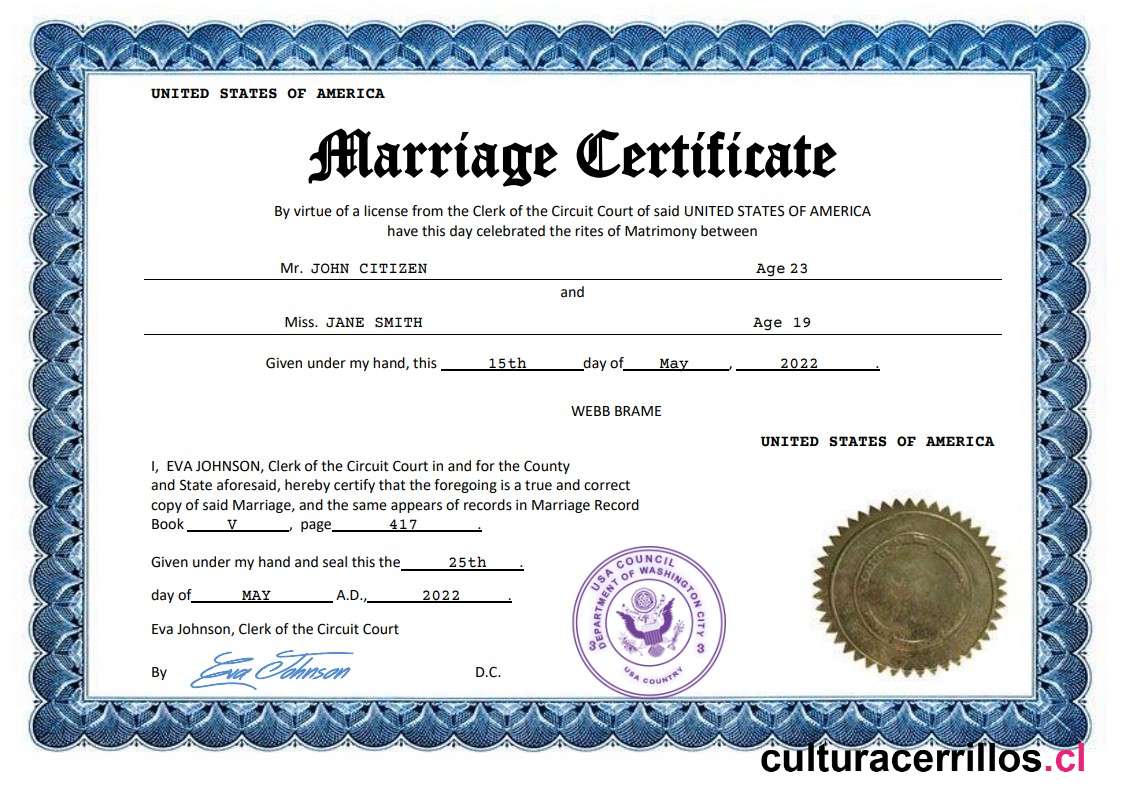 UNITED STATES OF AMERICA
Marriage Certificate
By virtue of a license from the Clerk of the Circuit Court of said UNITED STATES OF AMERICA
have this day celebrated the rites of Matrimony between
Mr. JOHN CITIZEN Age 23
and
Miss. JANE SMITH Age 19
Given under my hand, this 15th day of May, 2022.
WEBB BRAME
UNITED STATES OF AMERICA
I, EVA JOHNSON, Clerk of the Circuit Court in and for the County
and State aforesaid, hereby certify that the foregoing is a true and correct
copy of said Marriage, and the same appears of records in Marriage Record
Book V, page 417.
Given under my hand and seal this the 25th.
day of MAY A.D., 2022.
Eva Johnson, Clerk of the Circuit Court
By Eva Johnson D.C.
USA COUNCIL
DEPARTMENT OF WASHINGTON CITY
3 3
USA COUNTRY
culturacerrillos.cl